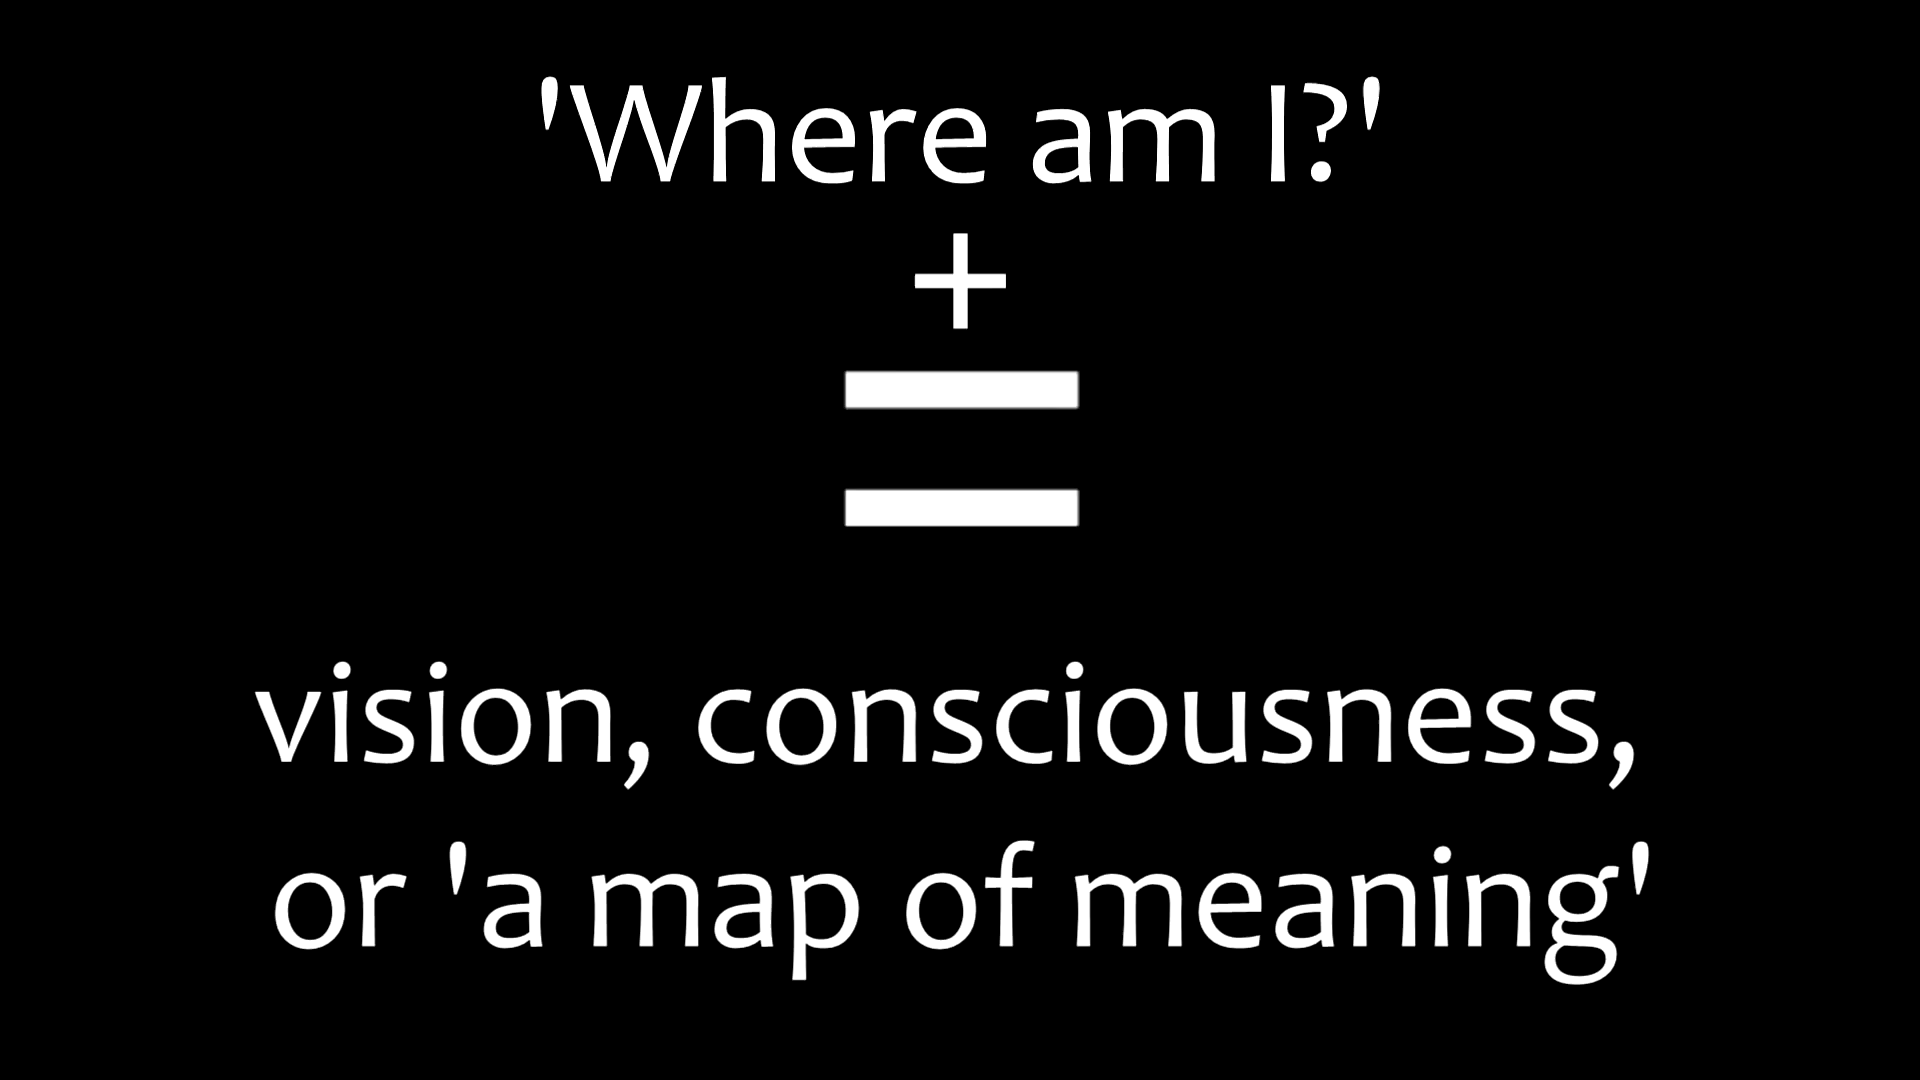 'Where am I?'
+
=
vision, consciousness,
or 'a map of meaning'